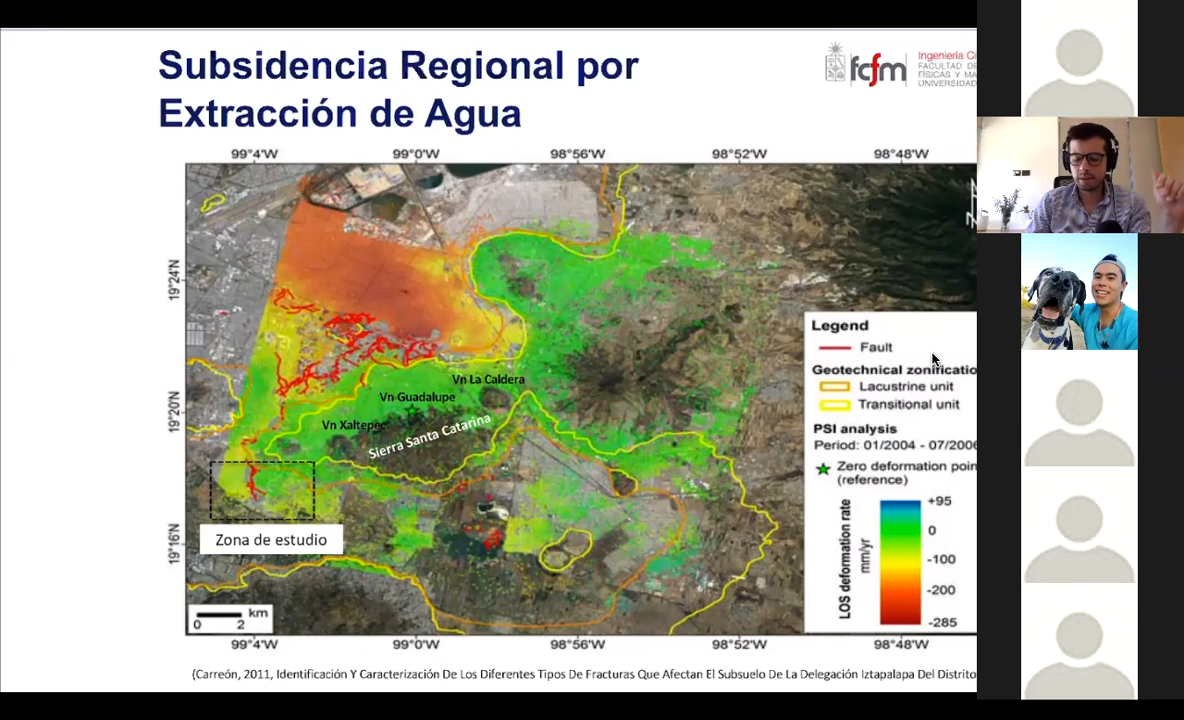 Subsidencia Regional por
Extracción de Agua
fcfm
Ingeniería Ci
FACULTAD DE
FÍSICAS Y MA
UNIVERSIDAD
99°4'W 99°0'W 98°56'W 98°52'W 98°48'W
19°24'N
19°20'N
19°16'N
Vn La Caldera
Vn Guadalupe
Vn Xaltepec
Sierra Santa Catarina
Zona de estudio
km
0 2
Legend
Fault
Geotechnical zonificatio
Lacustrine unit
Transitional unit
PSI analysis
Period: 01/2004 - 07/2006
Zero deformation poin
(reference)
LOS deformation rate
mm/yr
+95
0
-100
-200
-285
99°4'W 99°0'W 98°56'W 98°52'W 98°48'W
(Carreón, 2011, Identificación Y Caracterización De Los Diferentes Tipos De Fracturas Que Afectan El Subsuelo De La Delegación Iztapalapa Del Distrito